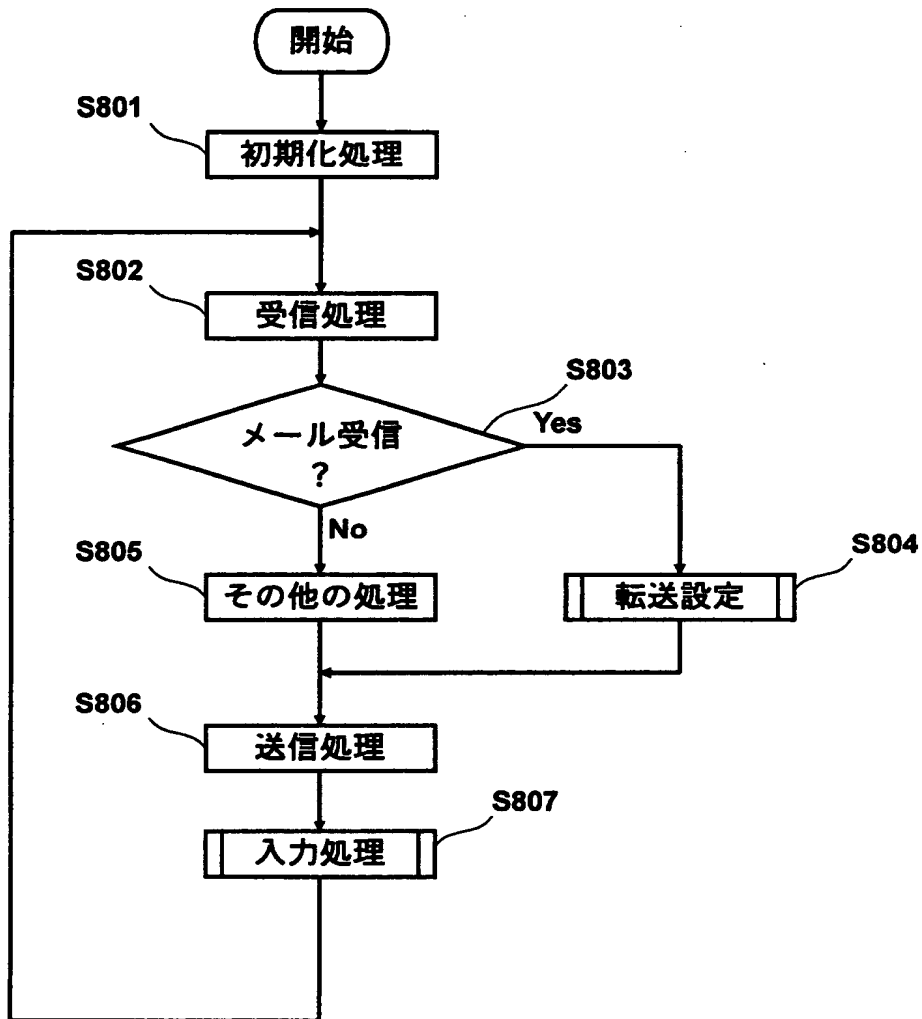 開始
S801
初期化処理
S802
受信処理
S803
メール受信
?
Yes
No
S805
その他の処理
S804
転送設定
S806
送信処理
S807
入力処理